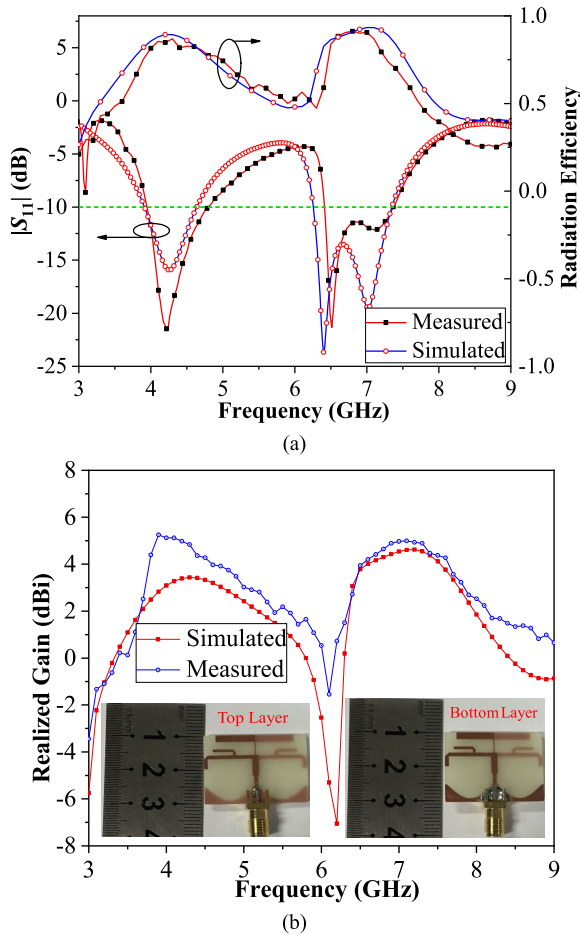 5
0
-5
-10
-15
-20
-25
|S11| (dB)
1.0
0.5
0.0
-0.5
-1.0
Radiation Efficiency
Measured
Simulated
3 4 5 6 7 8 9
Frequency (GHz)
(a)
8
6
4
2
0
-2
-4
-6
-8
Realized Gain (dBi)
Simulated
Measured
Top Layer
1
2
3
4
Bottom Layer
1
2
3
4
3 4 5 6 7 8 9
Frequency (GHz)
(b)